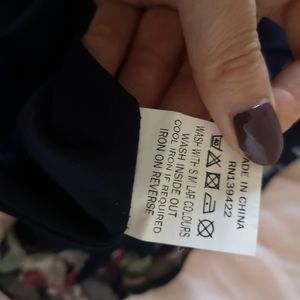 MADE IN CHINA
RN139422
WASH WITH SIMILAR COLOURS
WASH INSIDE OUT
COOL IRON IF REQUIRED
IRON ON REVERSE